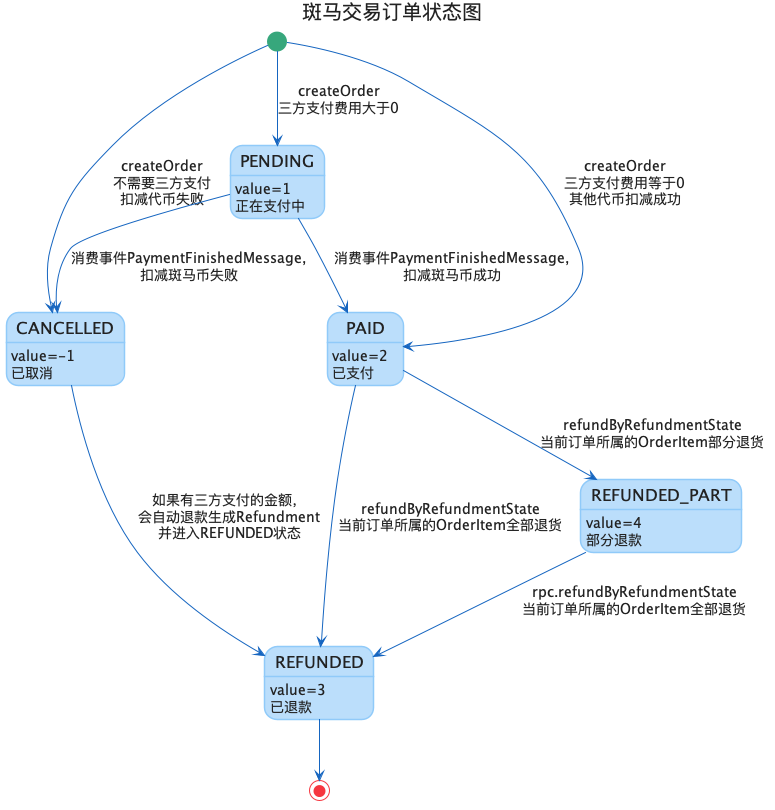 斑马交易订单状态图
createOrder
三方支付费用大于0
createOrder
不需要三方支付
扣减代币失败
createOrder
三方支付费用等于0
其他代币扣减成功
PENDING
value=1
正在支付中
消费事件PaymentFinishedMessage,
扣减斑马币失败
消费事件PaymentFinishedMessage,
扣减斑马币成功
CANCELLED
value=-1
已取消
PAID
value=2
已支付
refundByRefundmentState
当前订单所属的OrderItem部分退货
如果有三方支付的金额,
会自动退款生成Refundment
并进入REFUNDED状态
refundByRefundmentState
当前订单所属的OrderItem全部退货
REFUNDED_PART
value=4
部分退款
rpc.refundByRefundmentState
当前订单所属的OrderItem全部退货
REFUNDED
value=3
已退款